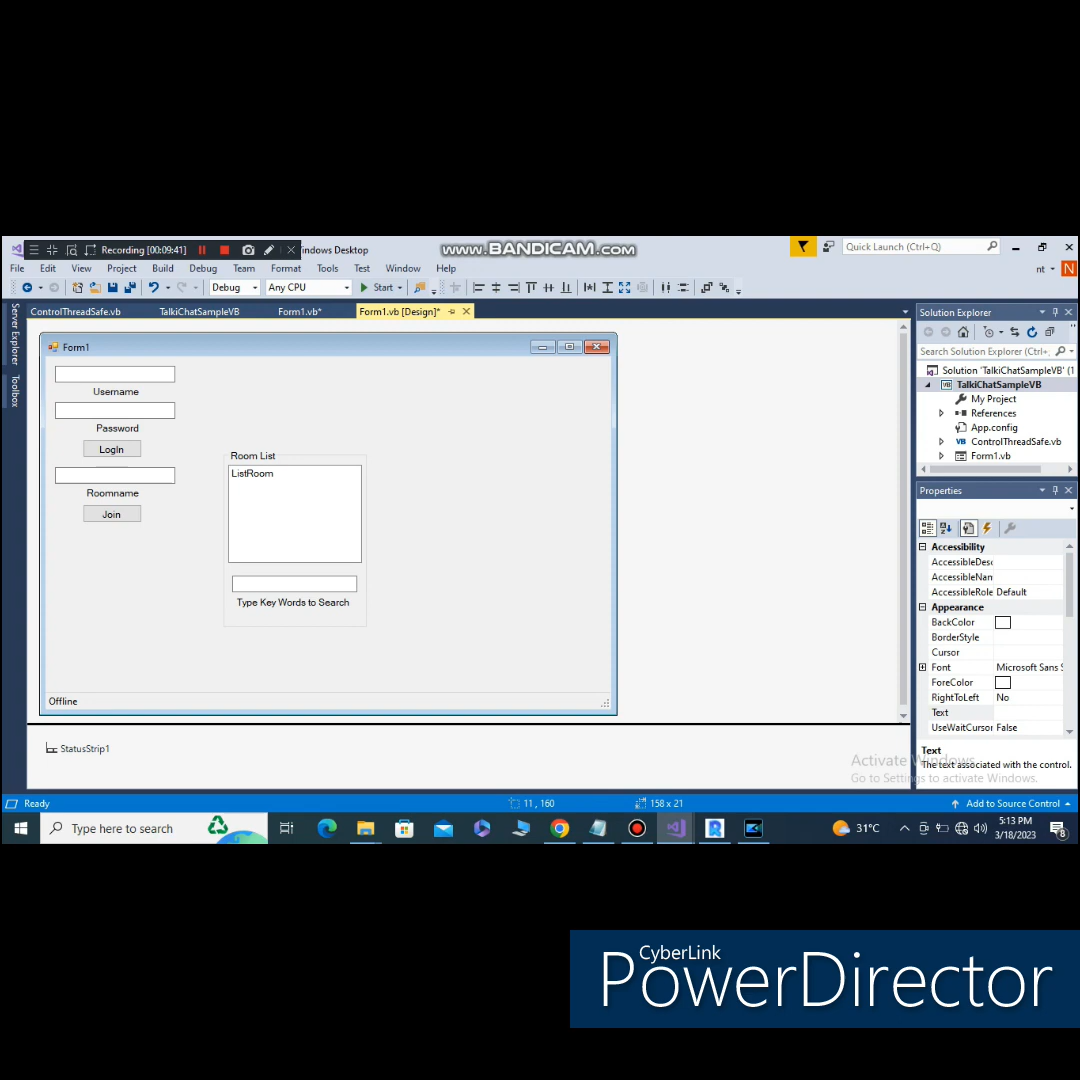 Recording [00:09:41] indows Desktop
www.BANDICAM.com
Quick Launch (Ctrl+Q)
File Edit View Project Build Debug Team Format Tools Test Window Help
nt N
Debug Any CPU Start
ControlThreadSafe.vb TalkiChatSampleVB Form1.vb* Form1.vb [Design]*
Server Explorer
Toolbox
Form1
Username
Password
LogIn
Roomname
Join
Room List
ListRoom
Type Key Words to Search
Offline
StatusStrip1
Solution Explorer
Search Solution Explorer (Ctrl+;
Solution 'TalkiChatSampleVB' (1
VB TalkiChatSampleVB
My Project
References
App.config
VB ControlThreadSafe.vb
Form1.vb
Properties
Accessibility
AccessibleDesc
AccessibleNan
AccessibleRole Default
Appearance
BackColor
BorderStyle
Cursor
Font Microsoft Sans S
ForeColor
RightToLeft No
Text
UseWaitCursor False
Text
The text associated with the control.
Activate Windows
Go to Settings to activate Windows.
Ready 11 , 160 158 x 21 Add to Source Control
Type here to search
31°C
5:13 PM
3/18/2023
8
CyberLink
PowerDirector